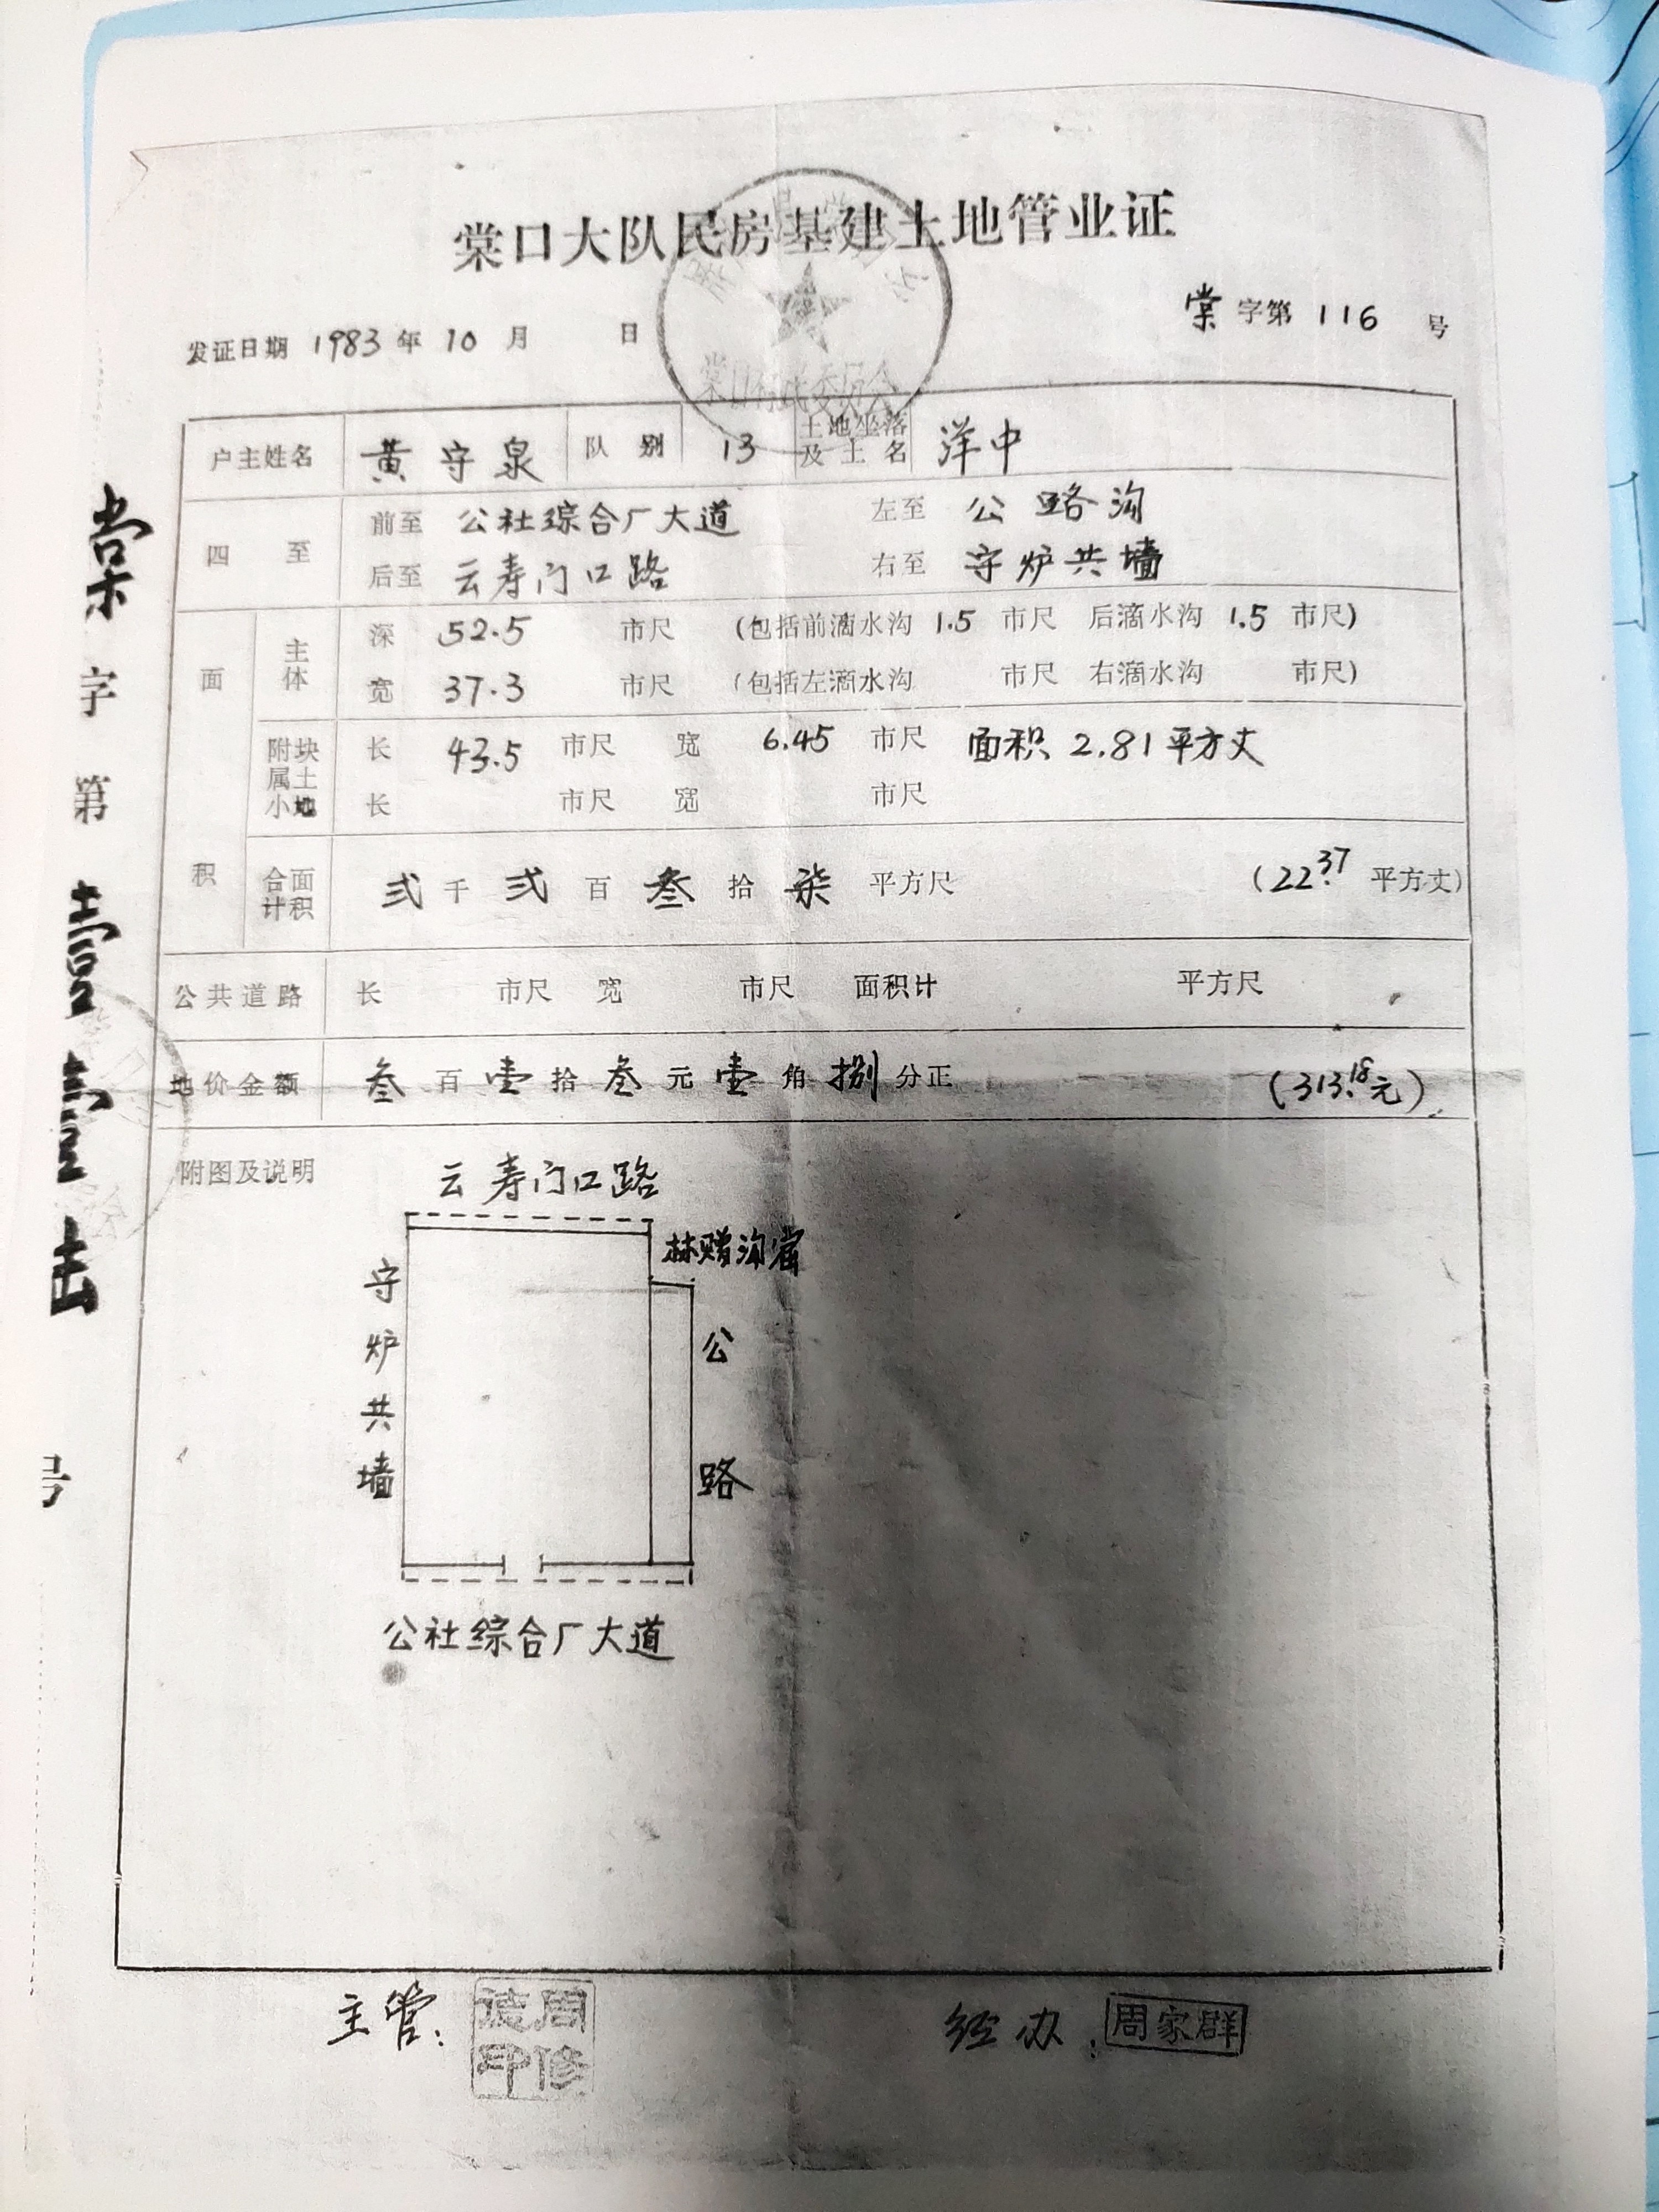 棠口大队民房基建土地管业证
棠字第 116 号
发证日期 1983 年 10 月 日
棠口村民委员会
户主姓名 黄守泉 队别 13 土地坐落及土名 洋中
四至 前至 公社综合厂大道 左至 公路沟
后至 云寿门口路 右至 守炉共墙
面积 主体 深 52.5 市尺 (包括前滴水沟 1.5 市尺 后滴水沟 1.5 市尺)
宽 37.3 市尺 (包括左滴水沟 市尺 右滴水沟 市尺)
附属小块土地 长 43.5 市尺 宽 6.45 市尺 面积 2.81 平方丈
长 市尺 宽 市尺
合计面积 弍千弍百叁拾柒平方尺 (22.37 平方丈)
公共道路 长 市尺 宽 市尺 面积计 平方尺
地价金额 叁百壹拾叁元壹角捌分正 (313.18元)
附图及说明
云寿门口路
林赠沟
守炉共墙
公路
公社综合厂大道
主管: 周修印
经办: 周家群
棠字第壹壹 号